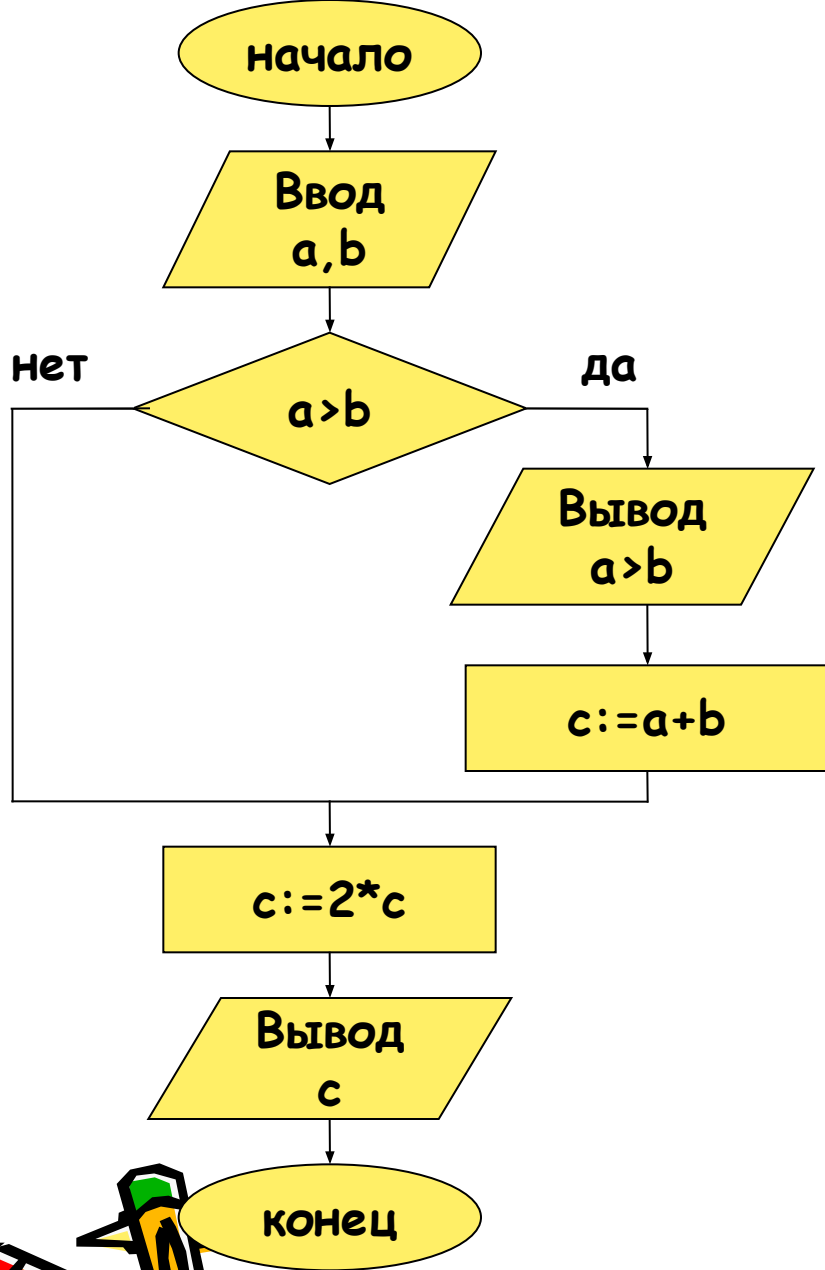 начало
Ввод
a,b
нет
да
a>b
Вывод
a>b
c:=a+b
c:=2*c
Вывод
c
конец